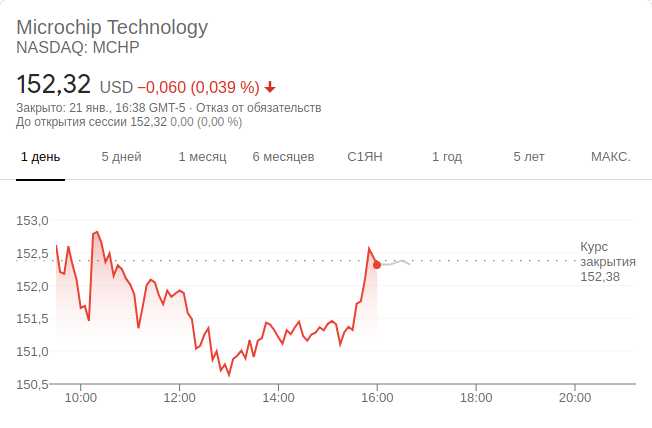 Microchip Technology
NASDAQ: MCHP
152,32 USD −0,060 (0,039 %)
Закрыто: 21 янв., 16:38 GMT-5 · Отказ от обязательств
До открытия сессии 152,32 0,00 (0,00 %)
1 день 5 дней 1 месяц 6 месяцев С1ЯН 1 год 5 лет МАКС.
153,0
152,5
152,0
151,5
151,0
150,5
Курс
закрытия
152,38
10:00 12:00 14:00 16:00 18:00 20:00